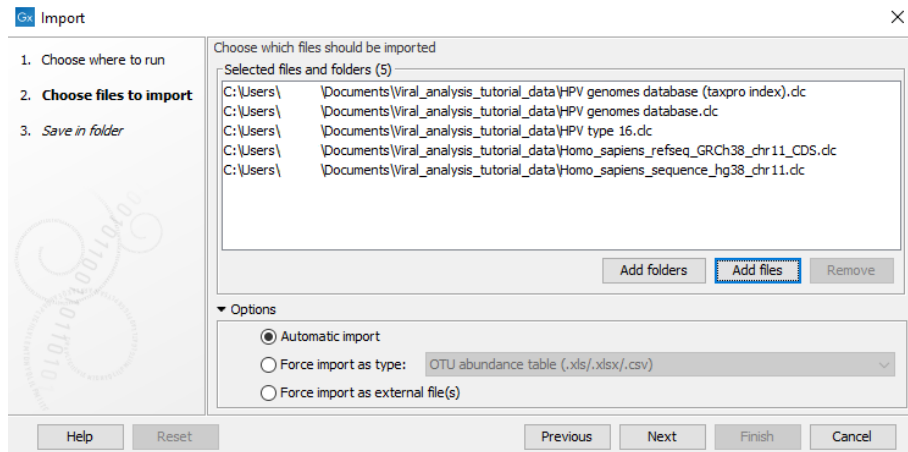 Gx Import
1. Choose where to run
2. Choose files to import
3. Save in folder
Choose which files should be imported
Selected files and folders (5)
C:\Users\ \Documents\Viral_analysis_tutorial_data\HPV genomes database (taxpro index).clc
C:\Users\ \Documents\Viral_analysis_tutorial_data\HPV genomes database.clc
C:\Users\ \Documents\Viral_analysis_tutorial_data\HPV type 16.clc
C:\Users\ \Documents\Viral_analysis_tutorial_data\Homo_sapiens_refseq_GRCh38_chr11_CDS.clc
C:\Users\ \Documents\Viral_analysis_tutorial_data\Homo_sapiens_sequence_hg38_chr11.clc
Add folders Add files Remove
Options
Automatic import
Force import as type: OTU abundance table (.xls/.xlsx/.csv)
Force import as external file(s)
Help Reset Previous Next Finish Cancel